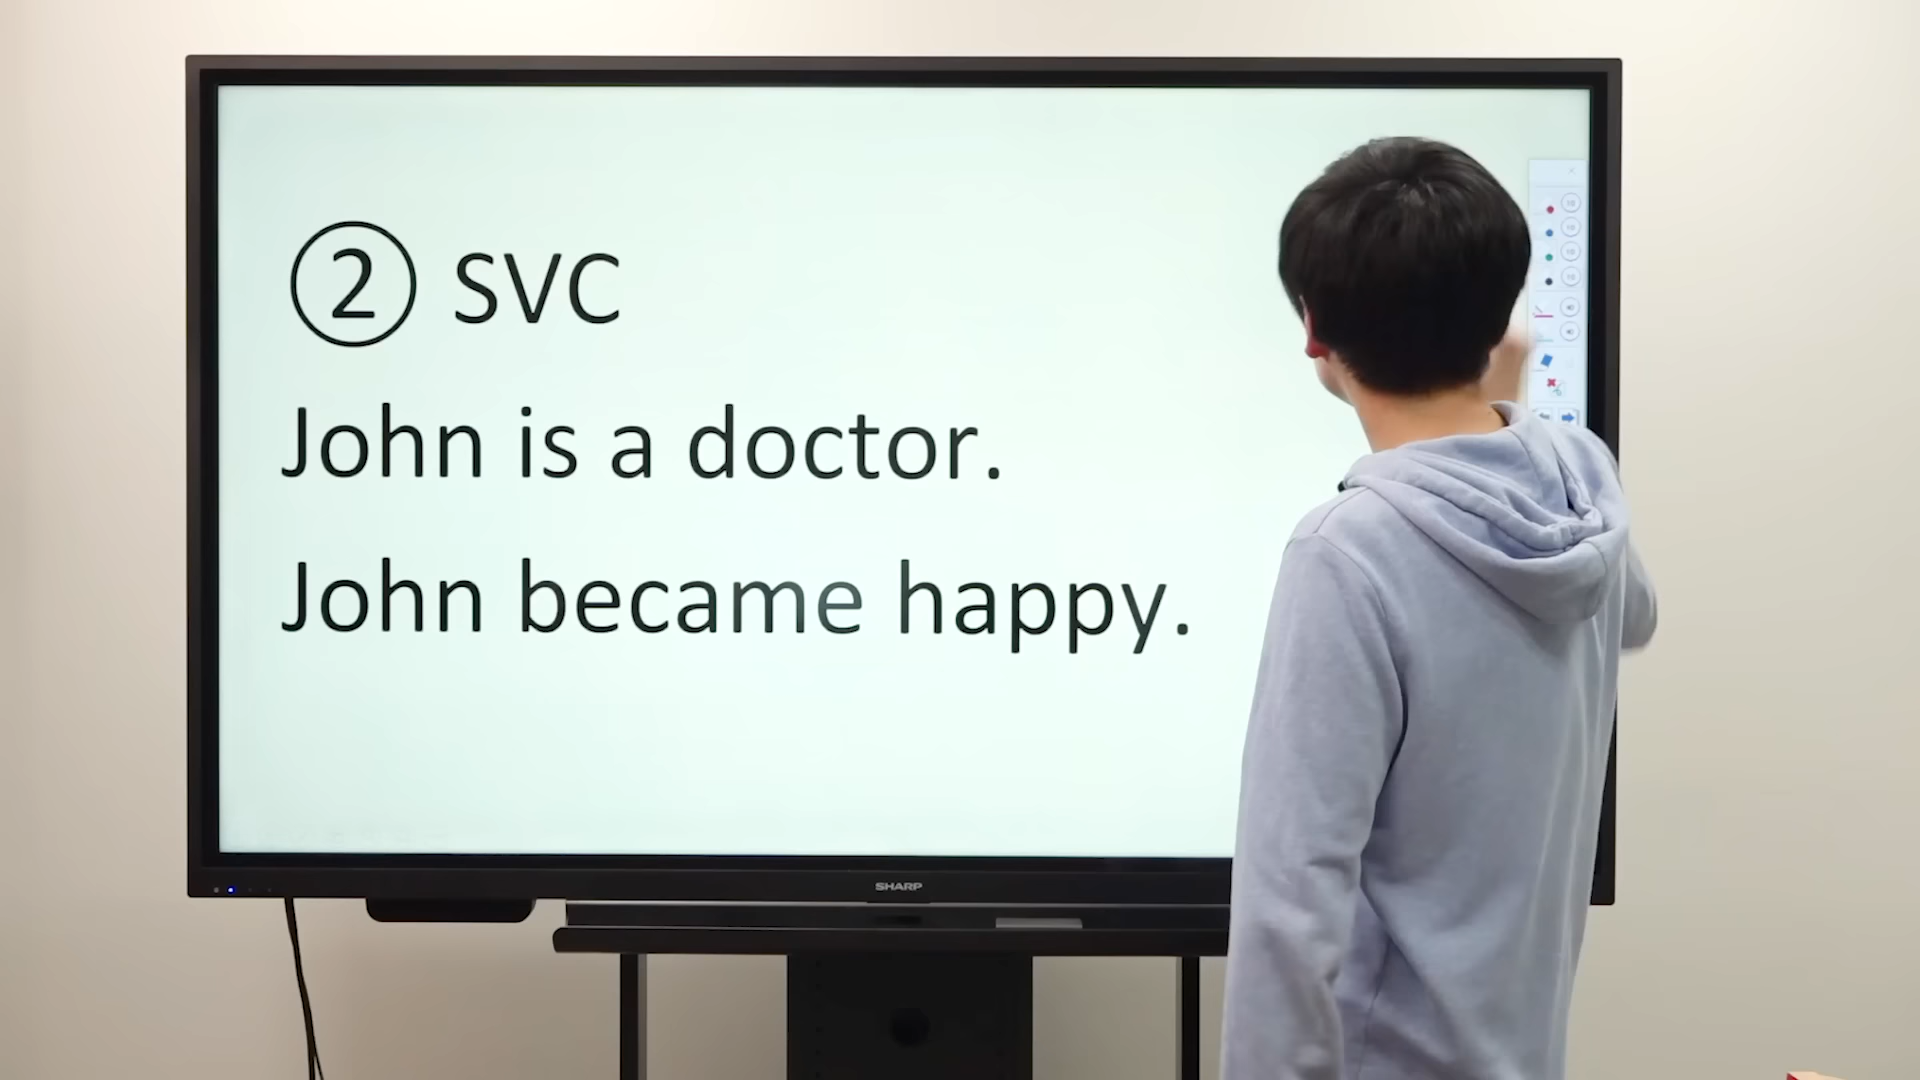 ② SVC
John is a doctor.
John became happy.
SHARP